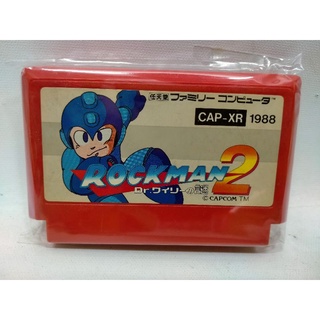 任天堂 ファミリー コンピュータ
CAP-XR 1988
ROCKMAN 2
Dr.ワイリーの謎
©CAPCOM TM